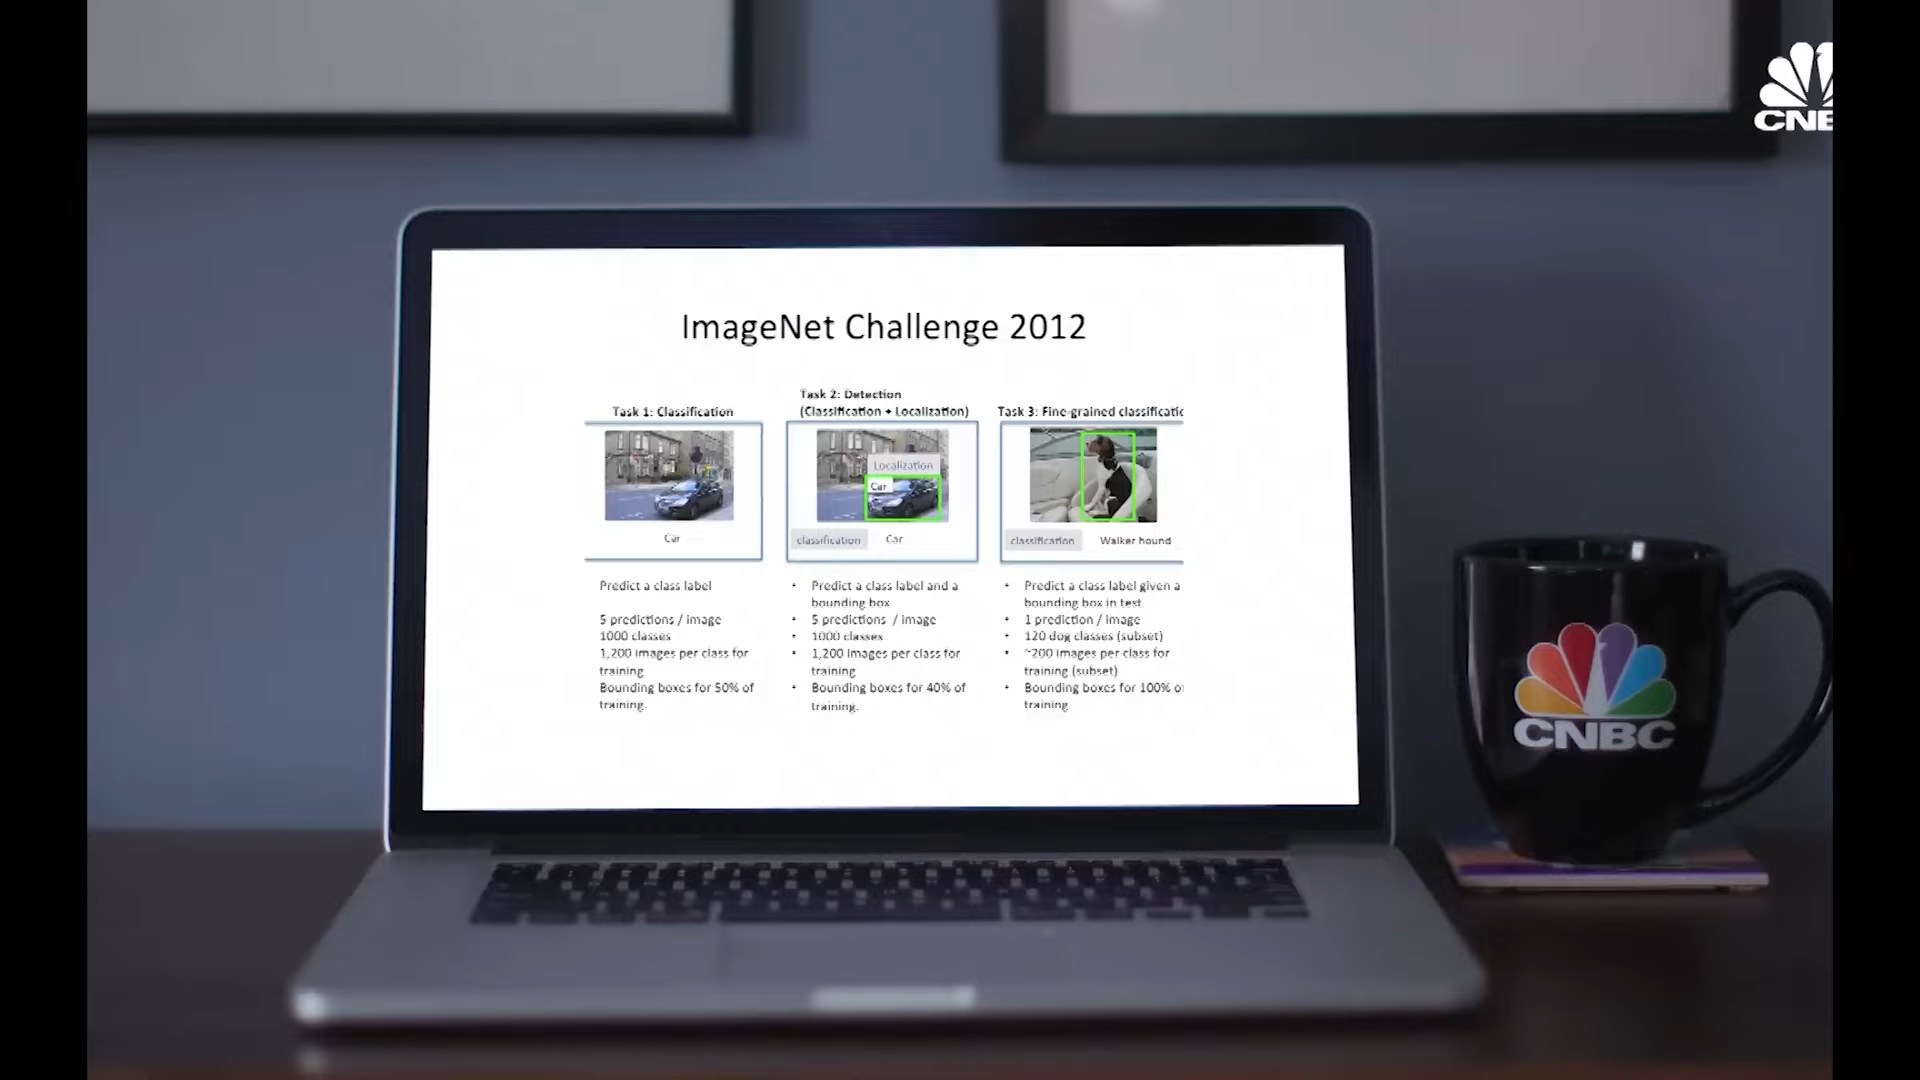 CNB
ImageNet Challenge 2012
Task 1: Classification
Car
Predict a class label
5 predictions / image
1000 classes
1,200 images per class for
training
Bounding boxes for 50% of
training.
Task 2: Detection
(Classification + Localization)
Localization
Car
classification Car
• Predict a class label and a
bounding box
• 5 predictions / image
• 1000 classes
• 1,200 images per class for
training
• Bounding boxes for 40% of
training.
Task 3: Fine-grained classificatio
classification Walker hound
• Predict a class label given a
bounding box in test
• 1 prediction / image
• 120 dog classes (subset)
• ~200 images per class for
training (subset)
• Bounding boxes for 100% of
training
CNBC